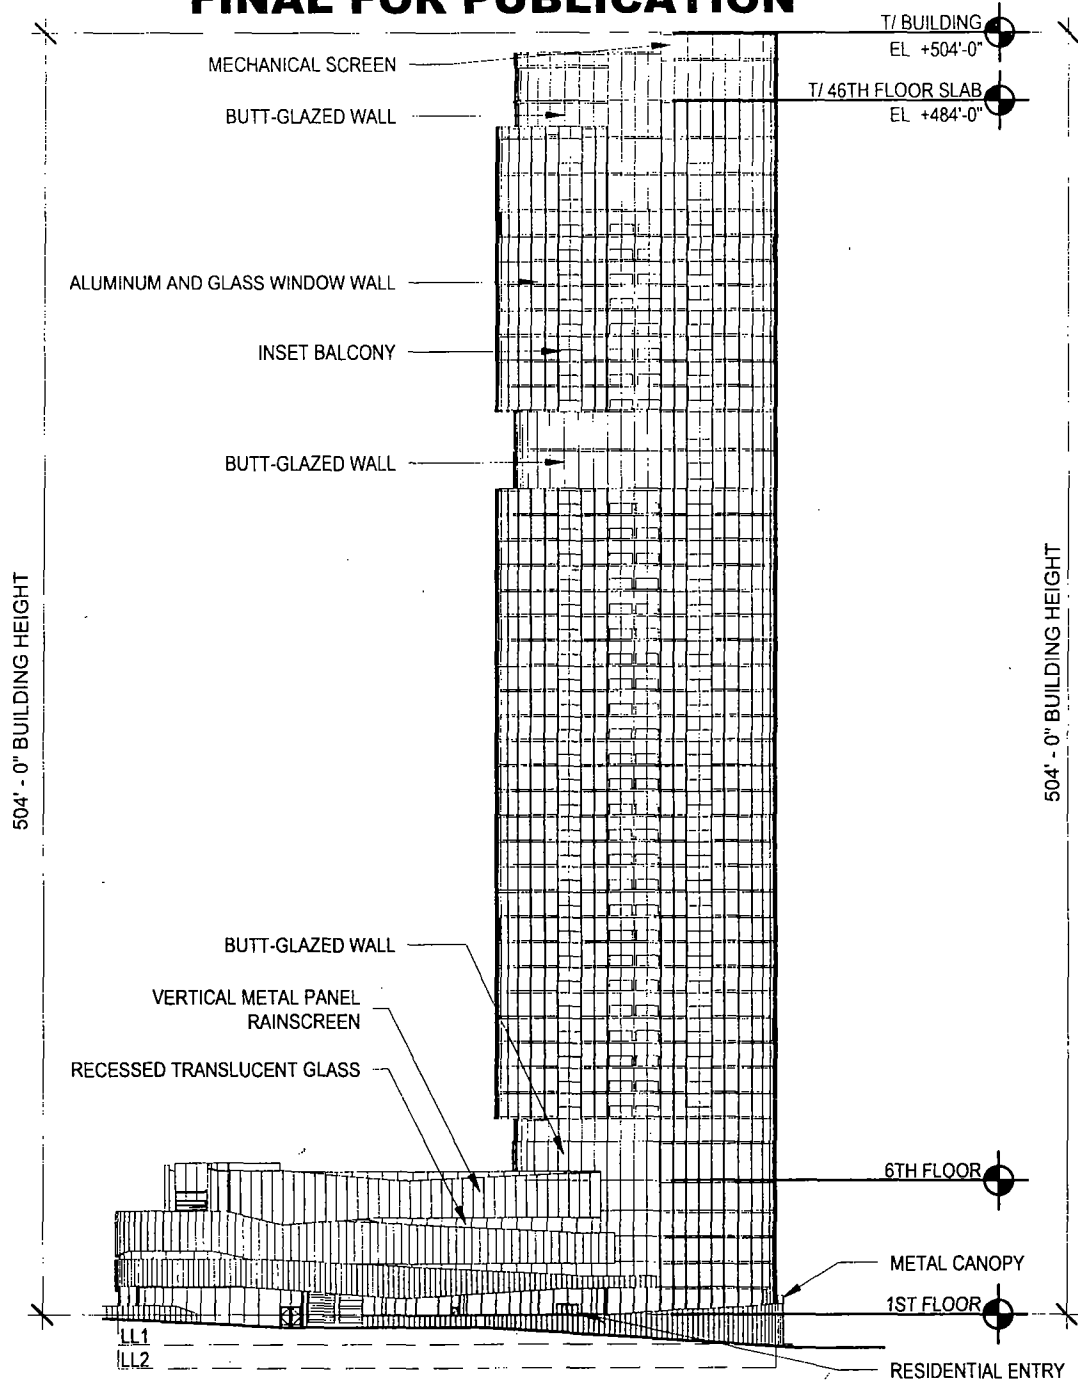 FINAL FOR PUBLICATION
T/ BUILDING
EL +504'-0"
MECHANICAL SCREEN
T/ 46TH FLOOR SLAB
EL +484'-0"
BUTT-GLAZED WALL
ALUMINUM AND GLASS WINDOW WALL
INSET BALCONY
BUTT-GLAZED WALL
504' - 0" BUILDING HEIGHT
504' - 0" BUILDING HEIGHT
BUTT-GLAZED WALL
VERTICAL METAL PANEL
RAINSCREEN
RECESSED TRANSLUCENT GLASS
6TH FLOOR
METAL CANOPY
1ST FLOOR
LL1
LL2
RESIDENTIAL ENTRY